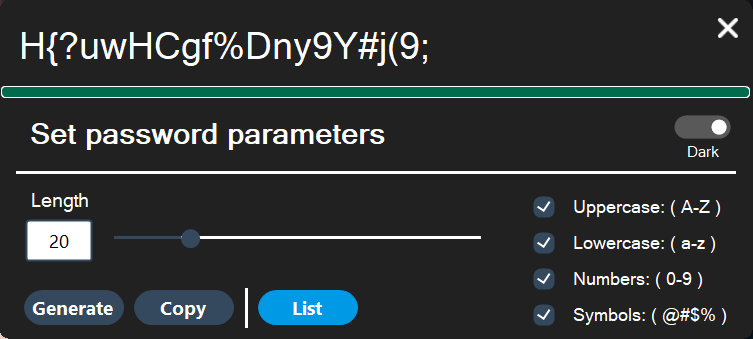 H{?uwHCgf%Dny9Y#j(9;
Set password parameters
Dark
Length
20
Uppercase: ( A-Z )
Lowercase: ( a-z )
Numbers: ( 0-9 )
Symbols: ( @#$% )
Generate Copy List